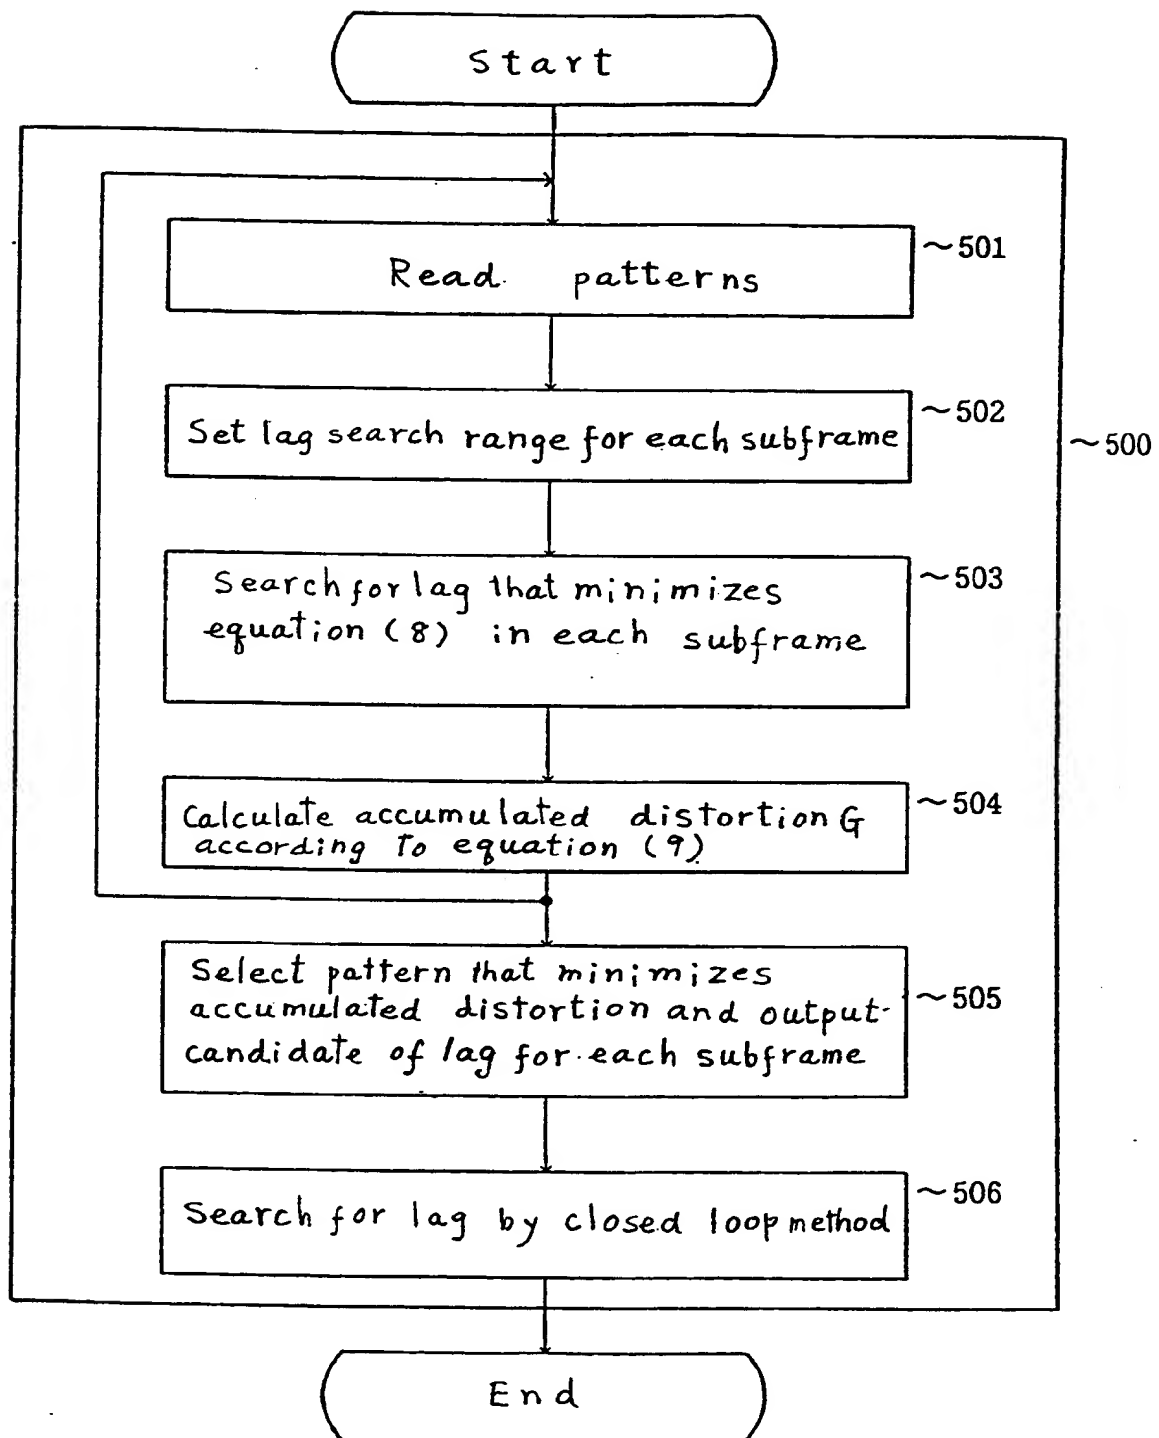 Start
Read patterns
~501
Set lag search range for each subframe
~502
~500
Search for lag that minimizes
equation (8) in each subframe
~503
Calculate accumulated distortion G
according to equation (9)
~504
Select pattern that minimizes
accumulated distortion and output
candidate of lag for each subframe
~505
Search for lag by closed loop method
~506
End